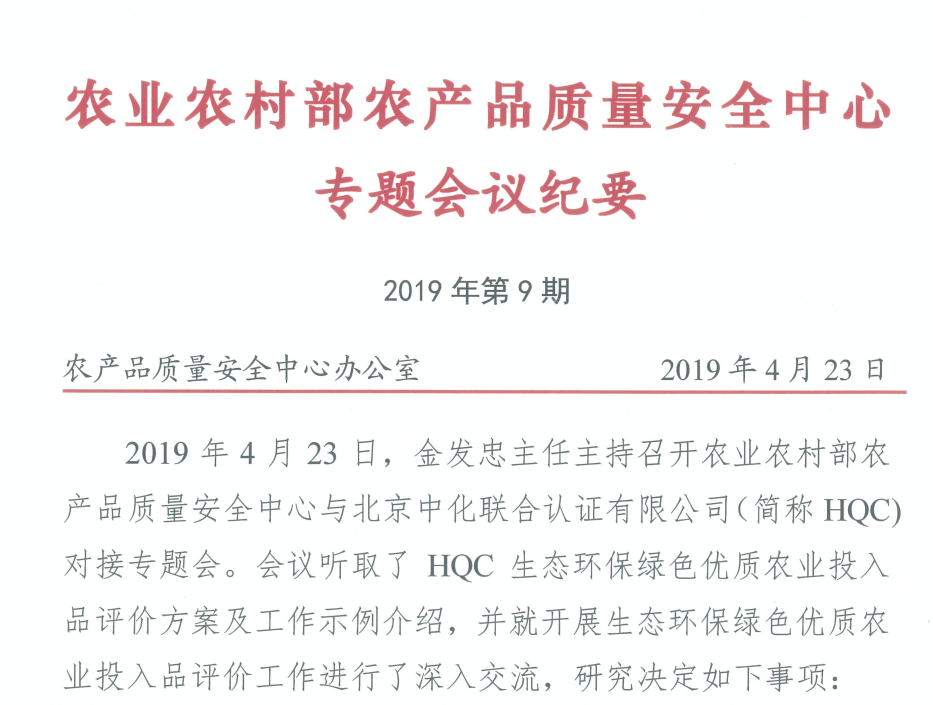 农业农村部农产品质量安全中心
专题会议纪要
2019 年第 9 期
农产品质量安全中心办公室 2019 年 4 月 23 日
2019 年 4 月 23 日，金发忠主任主持召开农业农村部农
产品质量安全中心与北京中化联合认证有限公司（简称 HQC)
对接专题会。会议听取了 HQC 生态环保绿色优质农业投入
品评价方案及工作示例介绍，并就开展生态环保绿色优质农
业投入品评价工作进行了深入交流，研究决定如下事项：